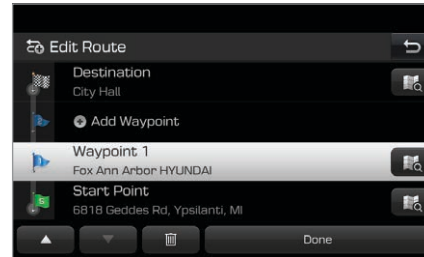 Edit Route
Destination
City Hall
Add Waypoint
Waypoint 1
Fox Ann Arbor HYUNDAI
Start Point
6818 Geddes Rd, Ypsilanti, MI
Done